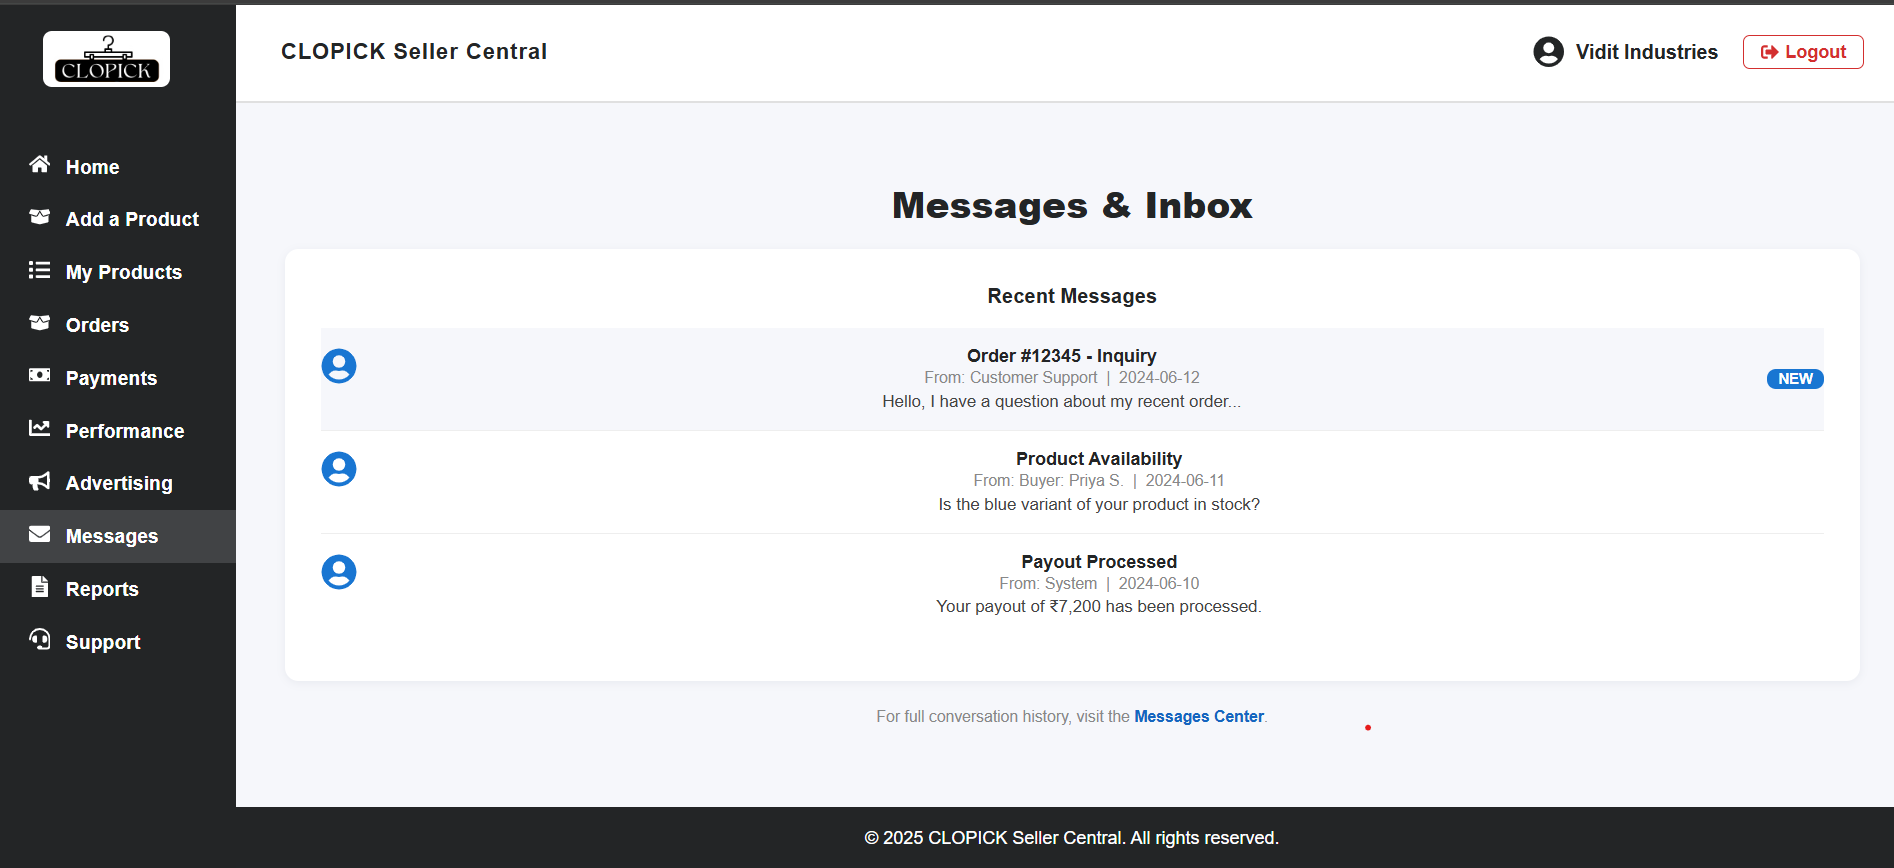 CLOPICK
CLOPICK Seller Central
Vidit Industries
Logout
Home
Add a Product
My Products
Orders
Payments
Performance
Advertising
Messages
Reports
Support
Messages & Inbox
Recent Messages
Order #12345 - Inquiry
From: Customer Support | 2024-06-12
Hello, I have a question about my recent order...
NEW
Product Availability
From: Buyer: Priya S. | 2024-06-11
Is the blue variant of your product in stock?
Payout Processed
From: System | 2024-06-10
Your payout of ₹7,200 has been processed.
For full conversation history, visit the Messages Center.
© 2025 CLOPICK Seller Central. All rights reserved.